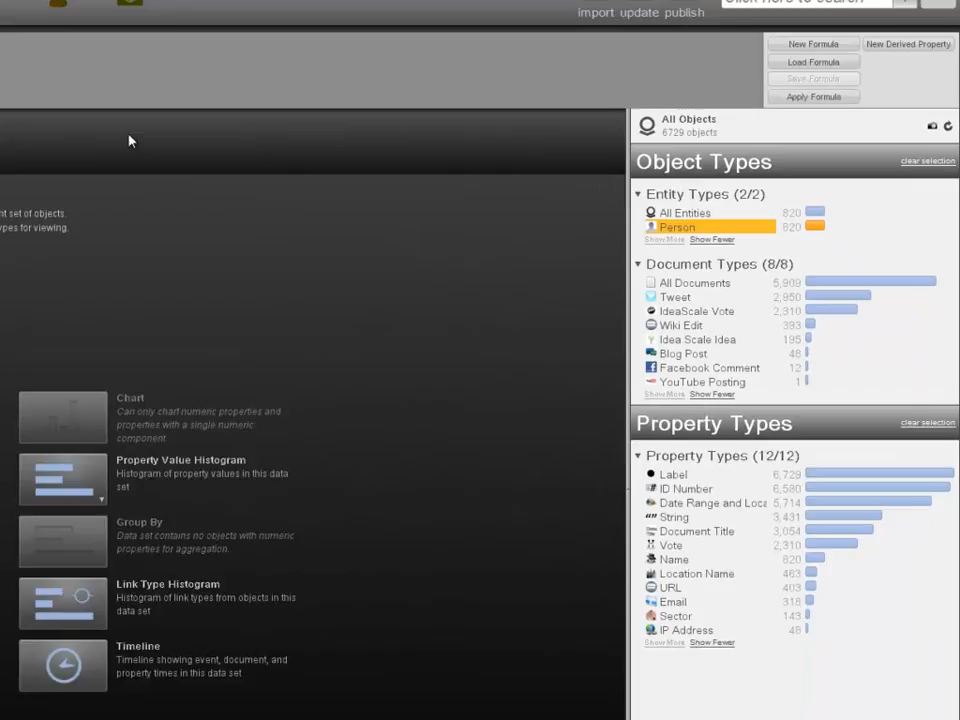 import update publish
New Formula
New Derived Property
Load Formula
Save Formula
Apply Formula
All Objects
6729 objects
Object Types
clear selection
Entity Types (2/2)
All Entities 820
Person 820
Show More Show Fewer
Document Types (8/8)
All Documents 5,909
Tweet 2,950
IdeaScale Vote 2,310
Wiki Edit 393
Idea Scale Idea 195
Blog Post 48
Facebook Comment 12
YouTube Posting 1
Show More Show Fewer
Property Types
clear selection
Property Types (12/12)
Label 6,729
ID Number 6,580
Date Range and Loca 5,714
String 3,431
Document Title 3,054
Vote 2,310
Name 820
Location Name 463
URL 403
Email 318
Sector 143
IP Address 48
Show More Show Fewer
nt set of objects.
ypes for viewing.
Chart
Can only chart numeric properties and
properties with a single numeric
component
Property Value Histogram
Histogram of property values in this data
set
Group By
Data set contains no objects with numeric
properties for aggregation.
Link Type Histogram
Histogram of link types from objects in this
data set
Timeline
Timeline showing event, document, and
property times in this data set